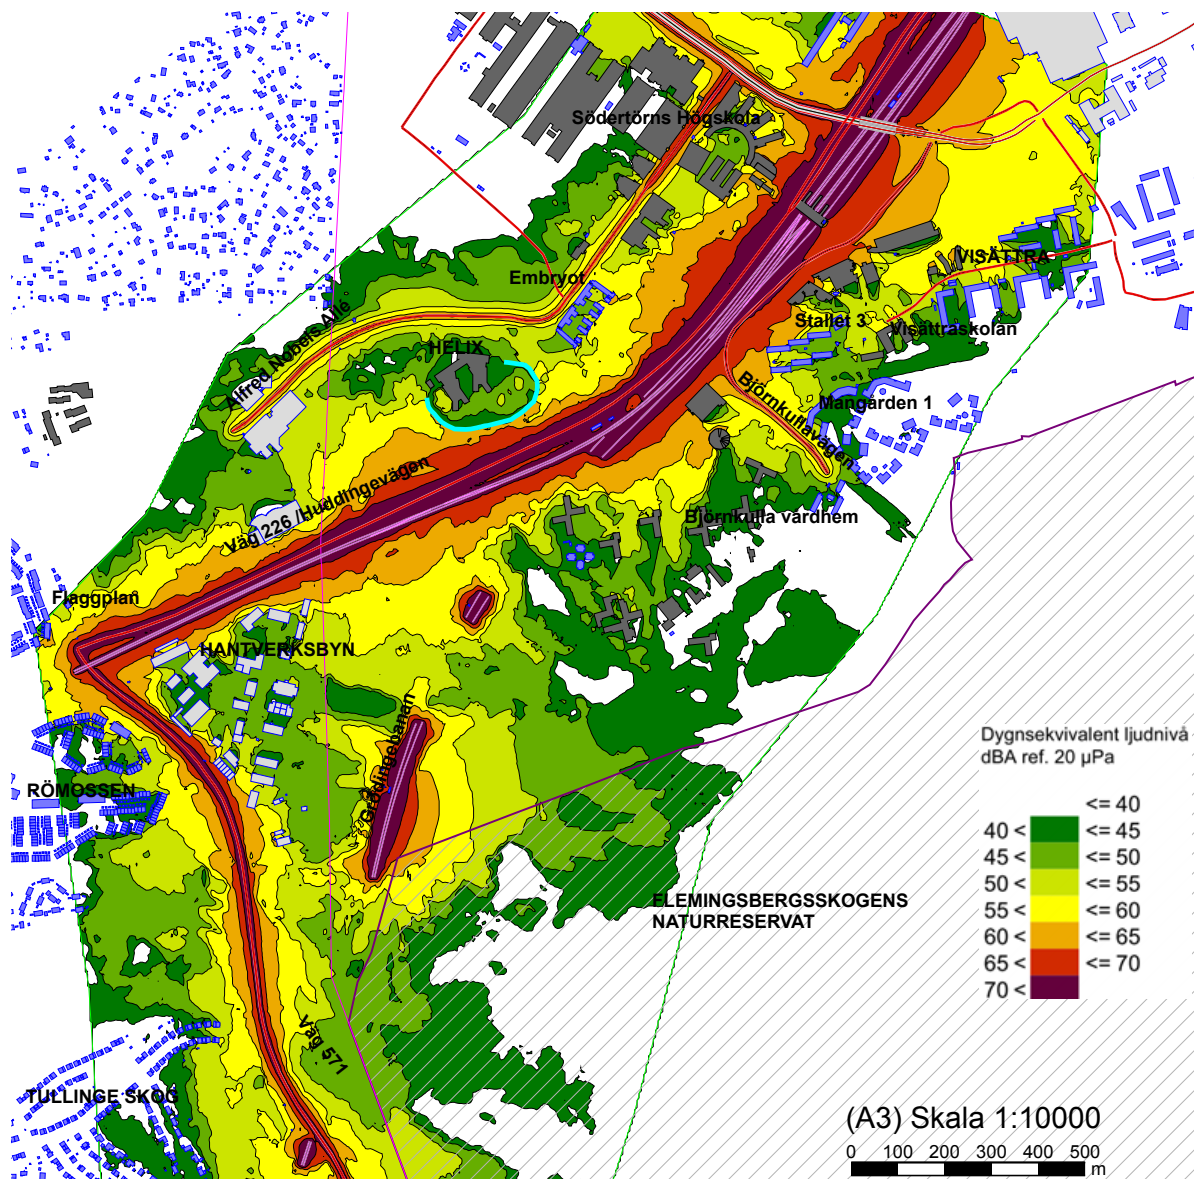 Södertörns Högskola
VISÄTTRA
Embryot
Stallet 3
Visättraskolan
Alfred Nobels Allé
HELIX
Björnkullavägen
Mangården 1
Väg 226 /Huddingevägen
Björnkulla vårdhem
Flaggplan
HANTVERKSBYN
Grödingebanan
RÖMOSSEN
Dygnsekvivalent ljudnivå
dBA ref. 20 µPa
<= 40
40 < <= 45
45 < <= 50
50 < <= 55
55 < <= 60
60 < <= 65
65 < <= 70
70 <
FLEMINGSBERGSSKOGENS
NATURRESERVAT
Väg 571
TULLINGE SKOG
(A3) Skala 1:10000
0 100 200 300 400 500
m